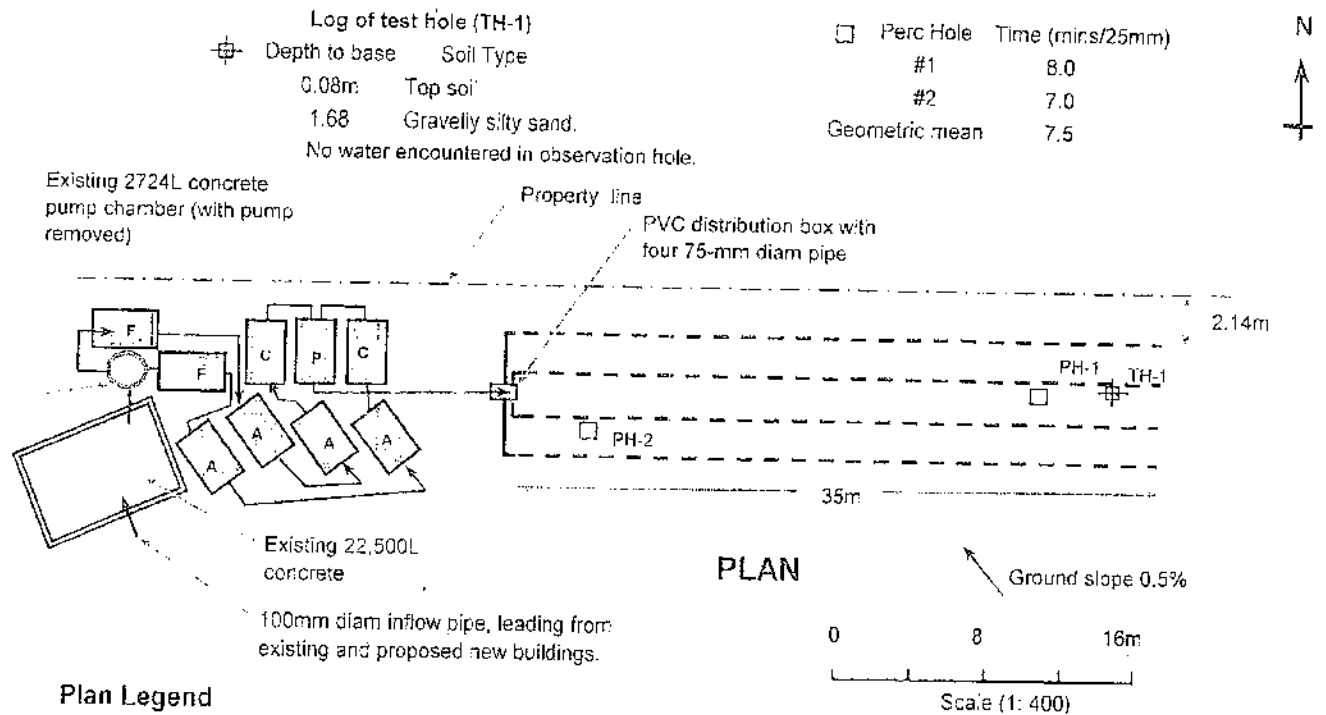 Log of test hole (TH-1)
Depth to base Soil Type
0.08m Top soil
1.68 Gravelly silty sand.
No water encountered in observation hole.
Perc Hole Time (mins/25mm)
#1 8.0
#2 7.0
Geometric mean 7.5
N
Existing 2724L concrete
pump chamber (with pump
removed)
Property line
PVC distribution box with
four 75-mm diam pipe
2.14m
F
F
C
P
C
A
A
A
A
PH-1
TH-1
PH-2
35m
Existing 22,500L
concrete
PLAN
Ground slope 0.5%
100mm diam inflow pipe, leading from
existing and proposed new buildings.
0 8 16m
Scale (1: 400)
Plan Legend